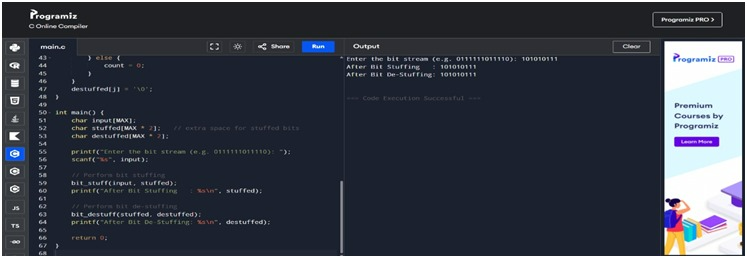 Programiz
C Online Compiler
Programiz PRO >
main.c
Share
Run
Output
Clear
43 } else {
44 count = 0;
45 }
46 }
47 destuffed[j] = '\0';
48 }
49
50 int main() {
51 char input[MAX];
52 char stuffed[MAX * 2]; // extra space for stuffed bits
53 char destuffed[MAX * 2];
54
55 printf("Enter the bit stream (e.g. 0111111011110): ");
56 scanf("%s", input);
57
58 // Perform bit stuffing
59 bit_stuff(input, stuffed);
60 printf("After Bit Stuffing : %s\n", stuffed);
61
62 // Perform bit de-stuffing
63 bit_destuff(stuffed, destuffed);
64 printf("After Bit De-Stuffing: %s\n", destuffed);
65
66 return 0;
67 }
68
Enter the bit stream (e.g. 0111111011110): 101010111
After Bit Stuffing : 101010111
After Bit De-Stuffing: 101010111
=== Code Execution Successful ===
Programiz PRO
Premium
Courses by
Programiz
Learn More
JS
TS
GO